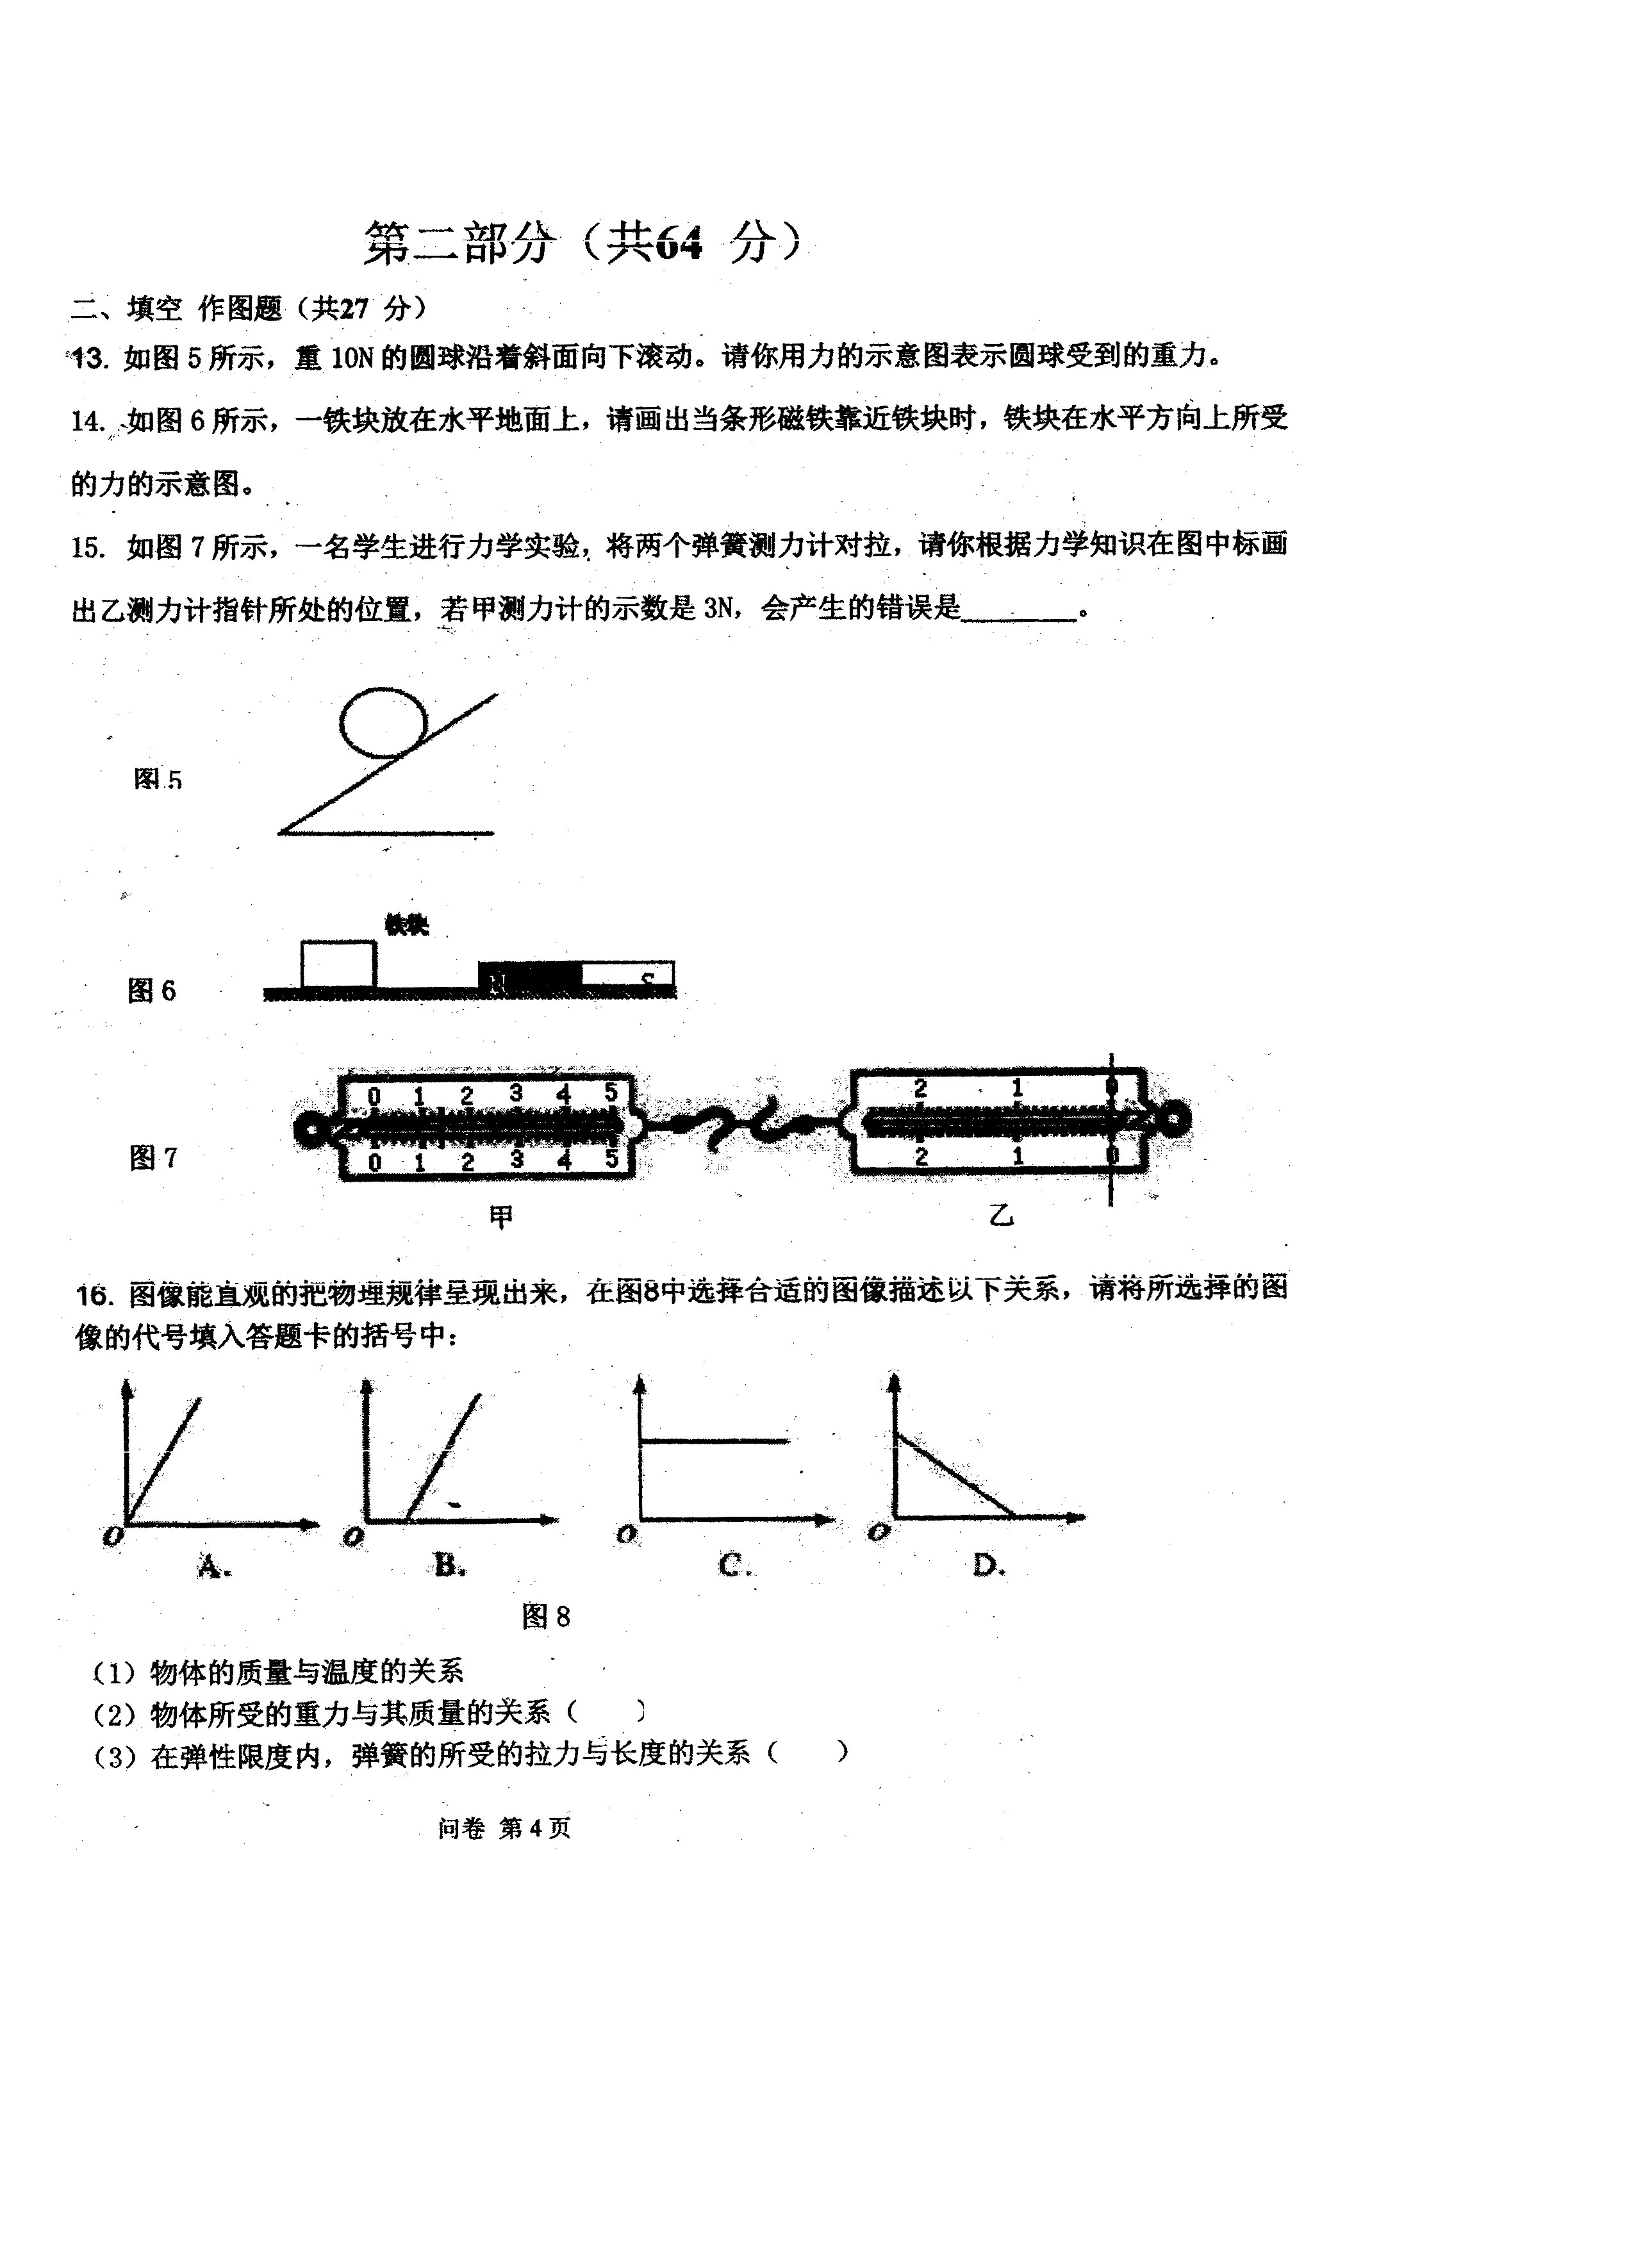 第二部分（共64 分）
二、填空 作图题（共27 分）
13. 如图 5 所示，重 10N 的圆球沿着斜面向下滚动。请你用力的示意图表示圆球受到的重力。
14. 如图 6 所示，一铁块放在水平地面上，请画出当条形磁铁靠近铁块时，铁块在水平方向上所受
的力的示意图。
15. 如图 7 所示，一名学生进行力学实验，将两个弹簧测力计对拉，请你根据力学知识在图中标画
出乙测力计指针所处的位置，若甲测力计的示数是 3N，会产生的错误是________。
图 5
铁块
N S
图 6
0 1 2 3 4 5
2 1 0
图 7
0 1 2 3 4 5
2 1 0
甲 乙
16. 图像能直观的把物理规律呈现出来，在图8中选择合适的图像描述以下关系，请将所选择的图
像的代号填入答题卡的括号中：
O O O O
A. B. C. D.
图 8
（1）物体的质量与温度的关系
（2）物体所受的重力与其质量的关系（　　）
（3）在弹性限度内，弹簧的所受的拉力与长度的关系（　　）
问卷 第 4 页